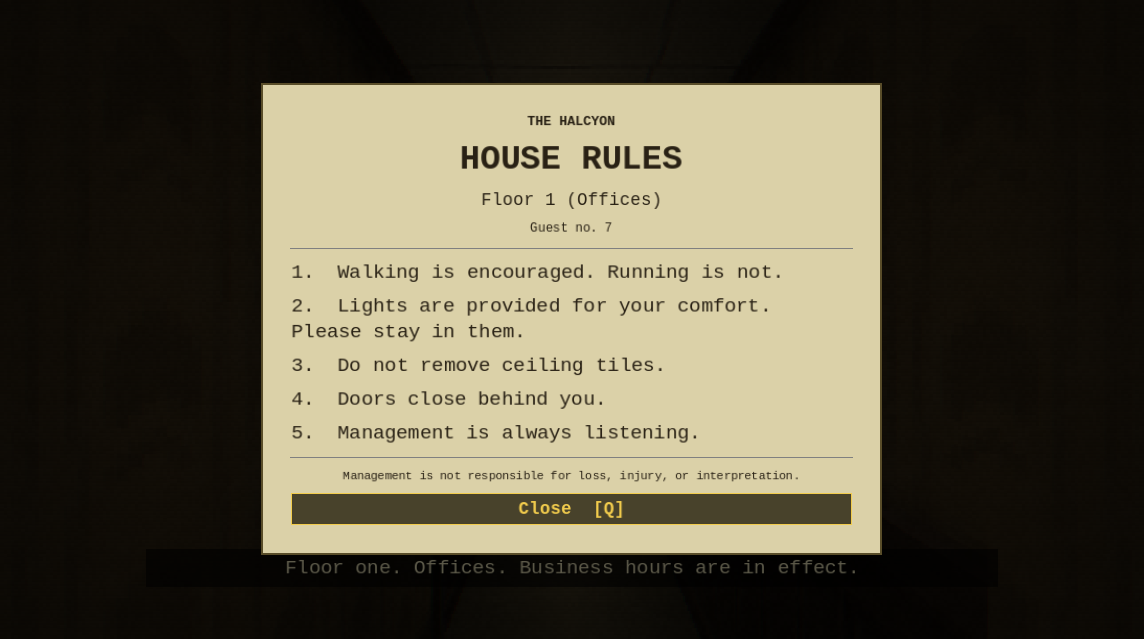 THE HALCYON
HOUSE RULES
Floor 1 (Offices)
Guest no. 7
1.  Walking is encouraged. Running is not.
2.  Lights are provided for your comfort.
Please stay in them.
3.  Do not remove ceiling tiles.
4.  Doors close behind you.
5.  Management is always listening.
Management is not responsible for loss, injury, or interpretation.
Close  [Q]
Floor one. Offices. Business hours are in effect.